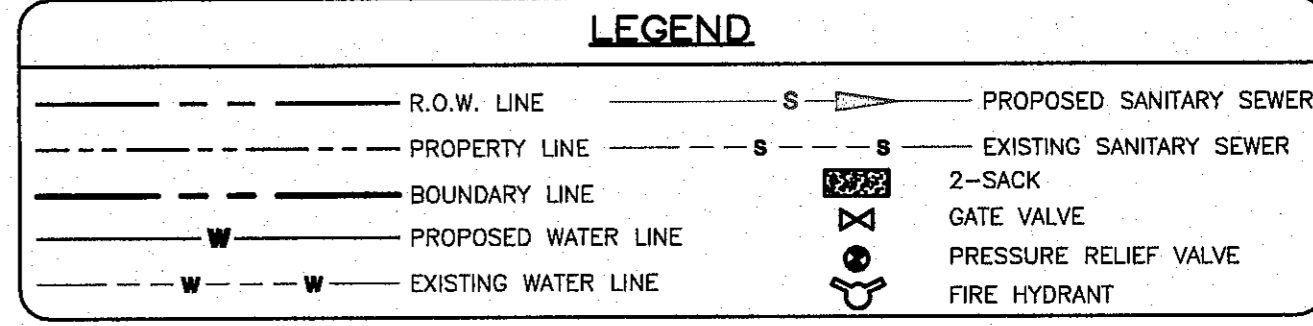 LEGEND
R.O.W. LINE
PROPERTY LINE
BOUNDARY LINE
W PROPOSED WATER LINE
W W EXISTING WATER LINE
S PROPOSED SANITARY SEWER
S S EXISTING SANITARY SEWER
2-SACK
GATE VALVE
PRESSURE RELIEF VALVE
FIRE HYDRANT